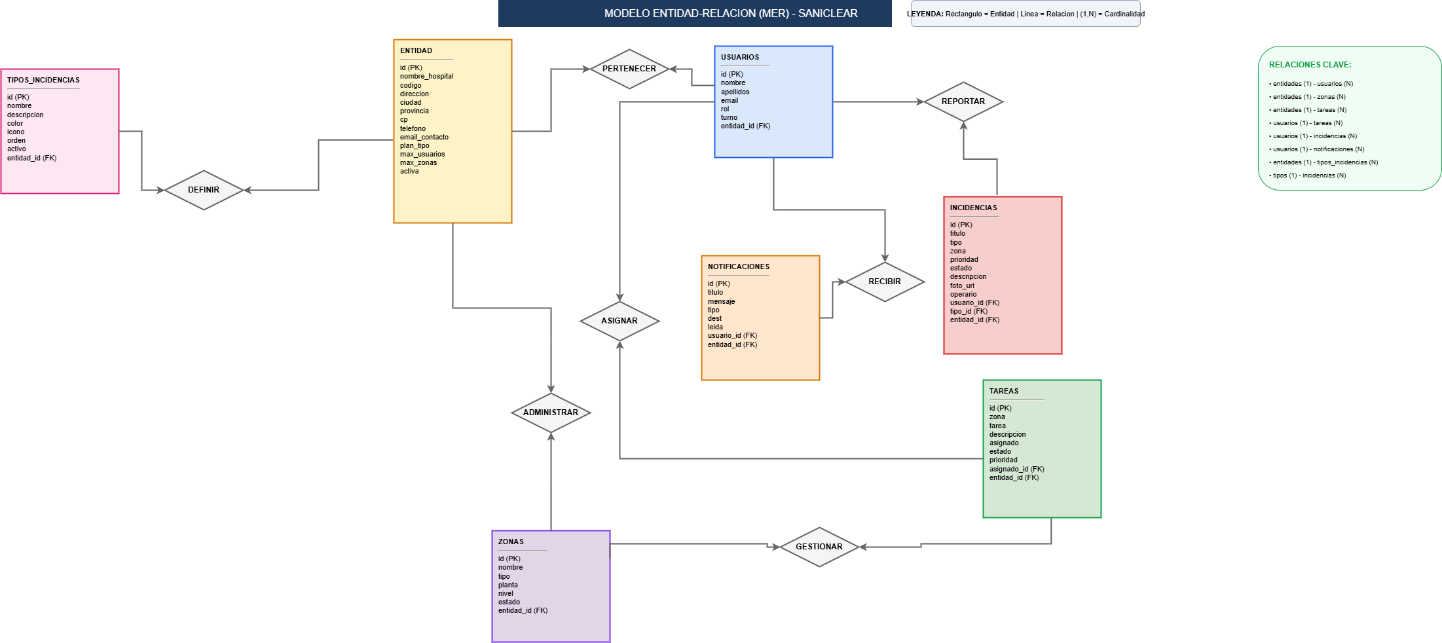 MODELO ENTIDAD-RELACION (MER) - SANICLEAR
LEYENDA: Rectangulo = Entidad | Linea = Relacion | (1,N) = Cardinalidad
TIPOS_INCIDENCIAS
id (PK)
nombre
descripcion
color
icono
orden
activo
entidad_id (FK)
DEFINIR
ENTIDAD
id (PK)
nombre_hospital
codigo
direccion
ciudad
provincia
cp
telefono
email_contacto
plan_tipo
max_usuarios
max_zonas
activa
PERTENECER
USUARIOS
id (PK)
nombre
apellidos
email
rol
turno
entidad_id (FK)
REPORTAR
RELACIONES CLAVE:
• entidades (1) - usuarios (N)
• entidades (1) - zonas (N)
• entidades (1) - tareas (N)
• usuarios (1) - tareas (N)
• usuarios (1) - incidencias (N)
• usuarios (1) - notificaciones (N)
• entidades (1) - tipos_incidencias (N)
• tipos (1) - incidencias (N)
INCIDENCIAS
id (PK)
titulo
tipo
zona
prioridad
estado
descripcion
foto_url
operario
usuario_id (FK)
tipo_id (FK)
entidad_id (FK)
NOTIFICACIONES
id (PK)
titulo
mensaje
tipo
dest
leida
usuario_id (FK)
entidad_id (FK)
RECIBIR
ASIGNAR
ADMINISTRAR
TAREAS
id (PK)
zona
tarea
descripcion
asignado
estado
prioridad
asignado_id (FK)
entidad_id (FK)
ZONAS
id (PK)
nombre
tipo
planta
nivel
estado
entidad_id (FK)
GESTIONAR